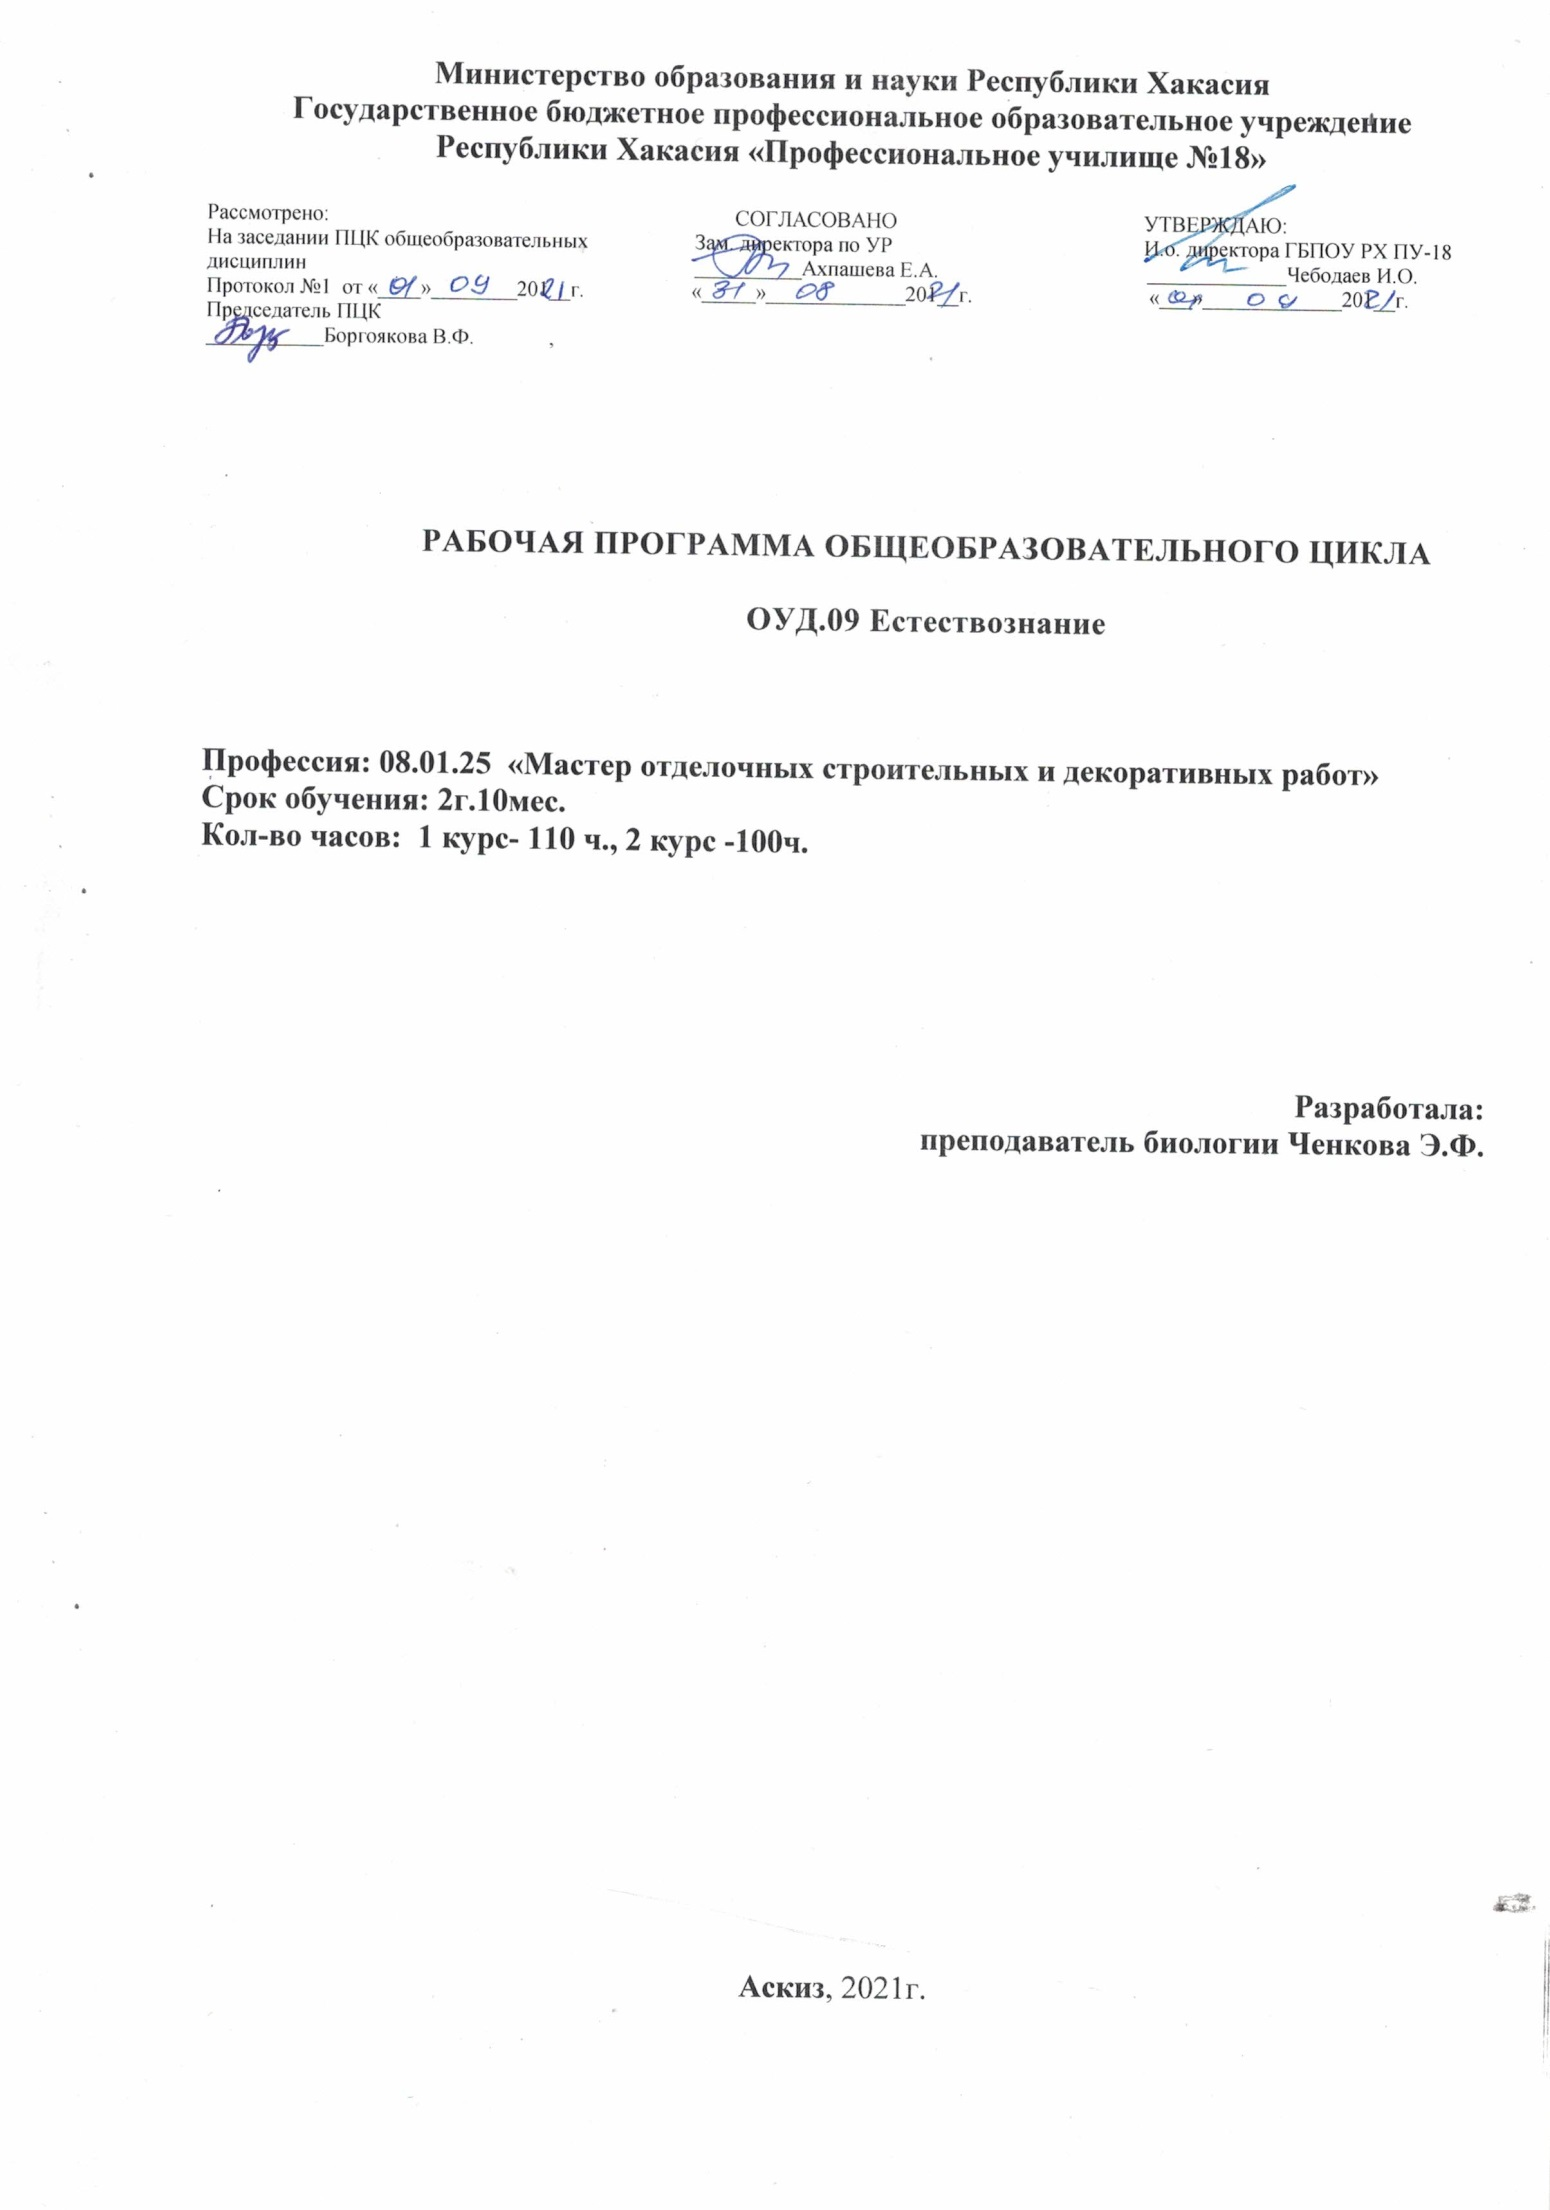 Министерство образования и науки Республики Хакасия
Государственное бюджетное профессиональное образовательное учреждение
Республики Хакасия «Профессиональное училище №18»
Рассмотрено:
На заседании ПЦК общеобразовательных
дисциплин
Протокол №1 от «01» 09 2021г.
Председатель ПЦК
Боргоякова В.Ф.
СОГЛАСОВАНО
Зам. директора по УР
Ахпашева Е.А.
«31» 08 2021г.
УТВЕРЖДАЮ:
И.о. директора ГБПОУ РХ ПУ-18
Чебодаев И.О.
«01» 09 2021г.
РАБОЧАЯ ПРОГРАММА ОБЩЕОБРАЗОВАТЕЛЬНОГО ЦИКЛА
ОУД.09 Естествознание
Профессия: 08.01.25 «Мастер отделочных строительных и декоративных работ»
Срок обучения: 2г.10мес.
Кол-во часов: 1 курс- 110 ч., 2 курс -100ч.
Разработала:
преподаватель биологии Ченкова Э.Ф.
Аскиз, 2021г.